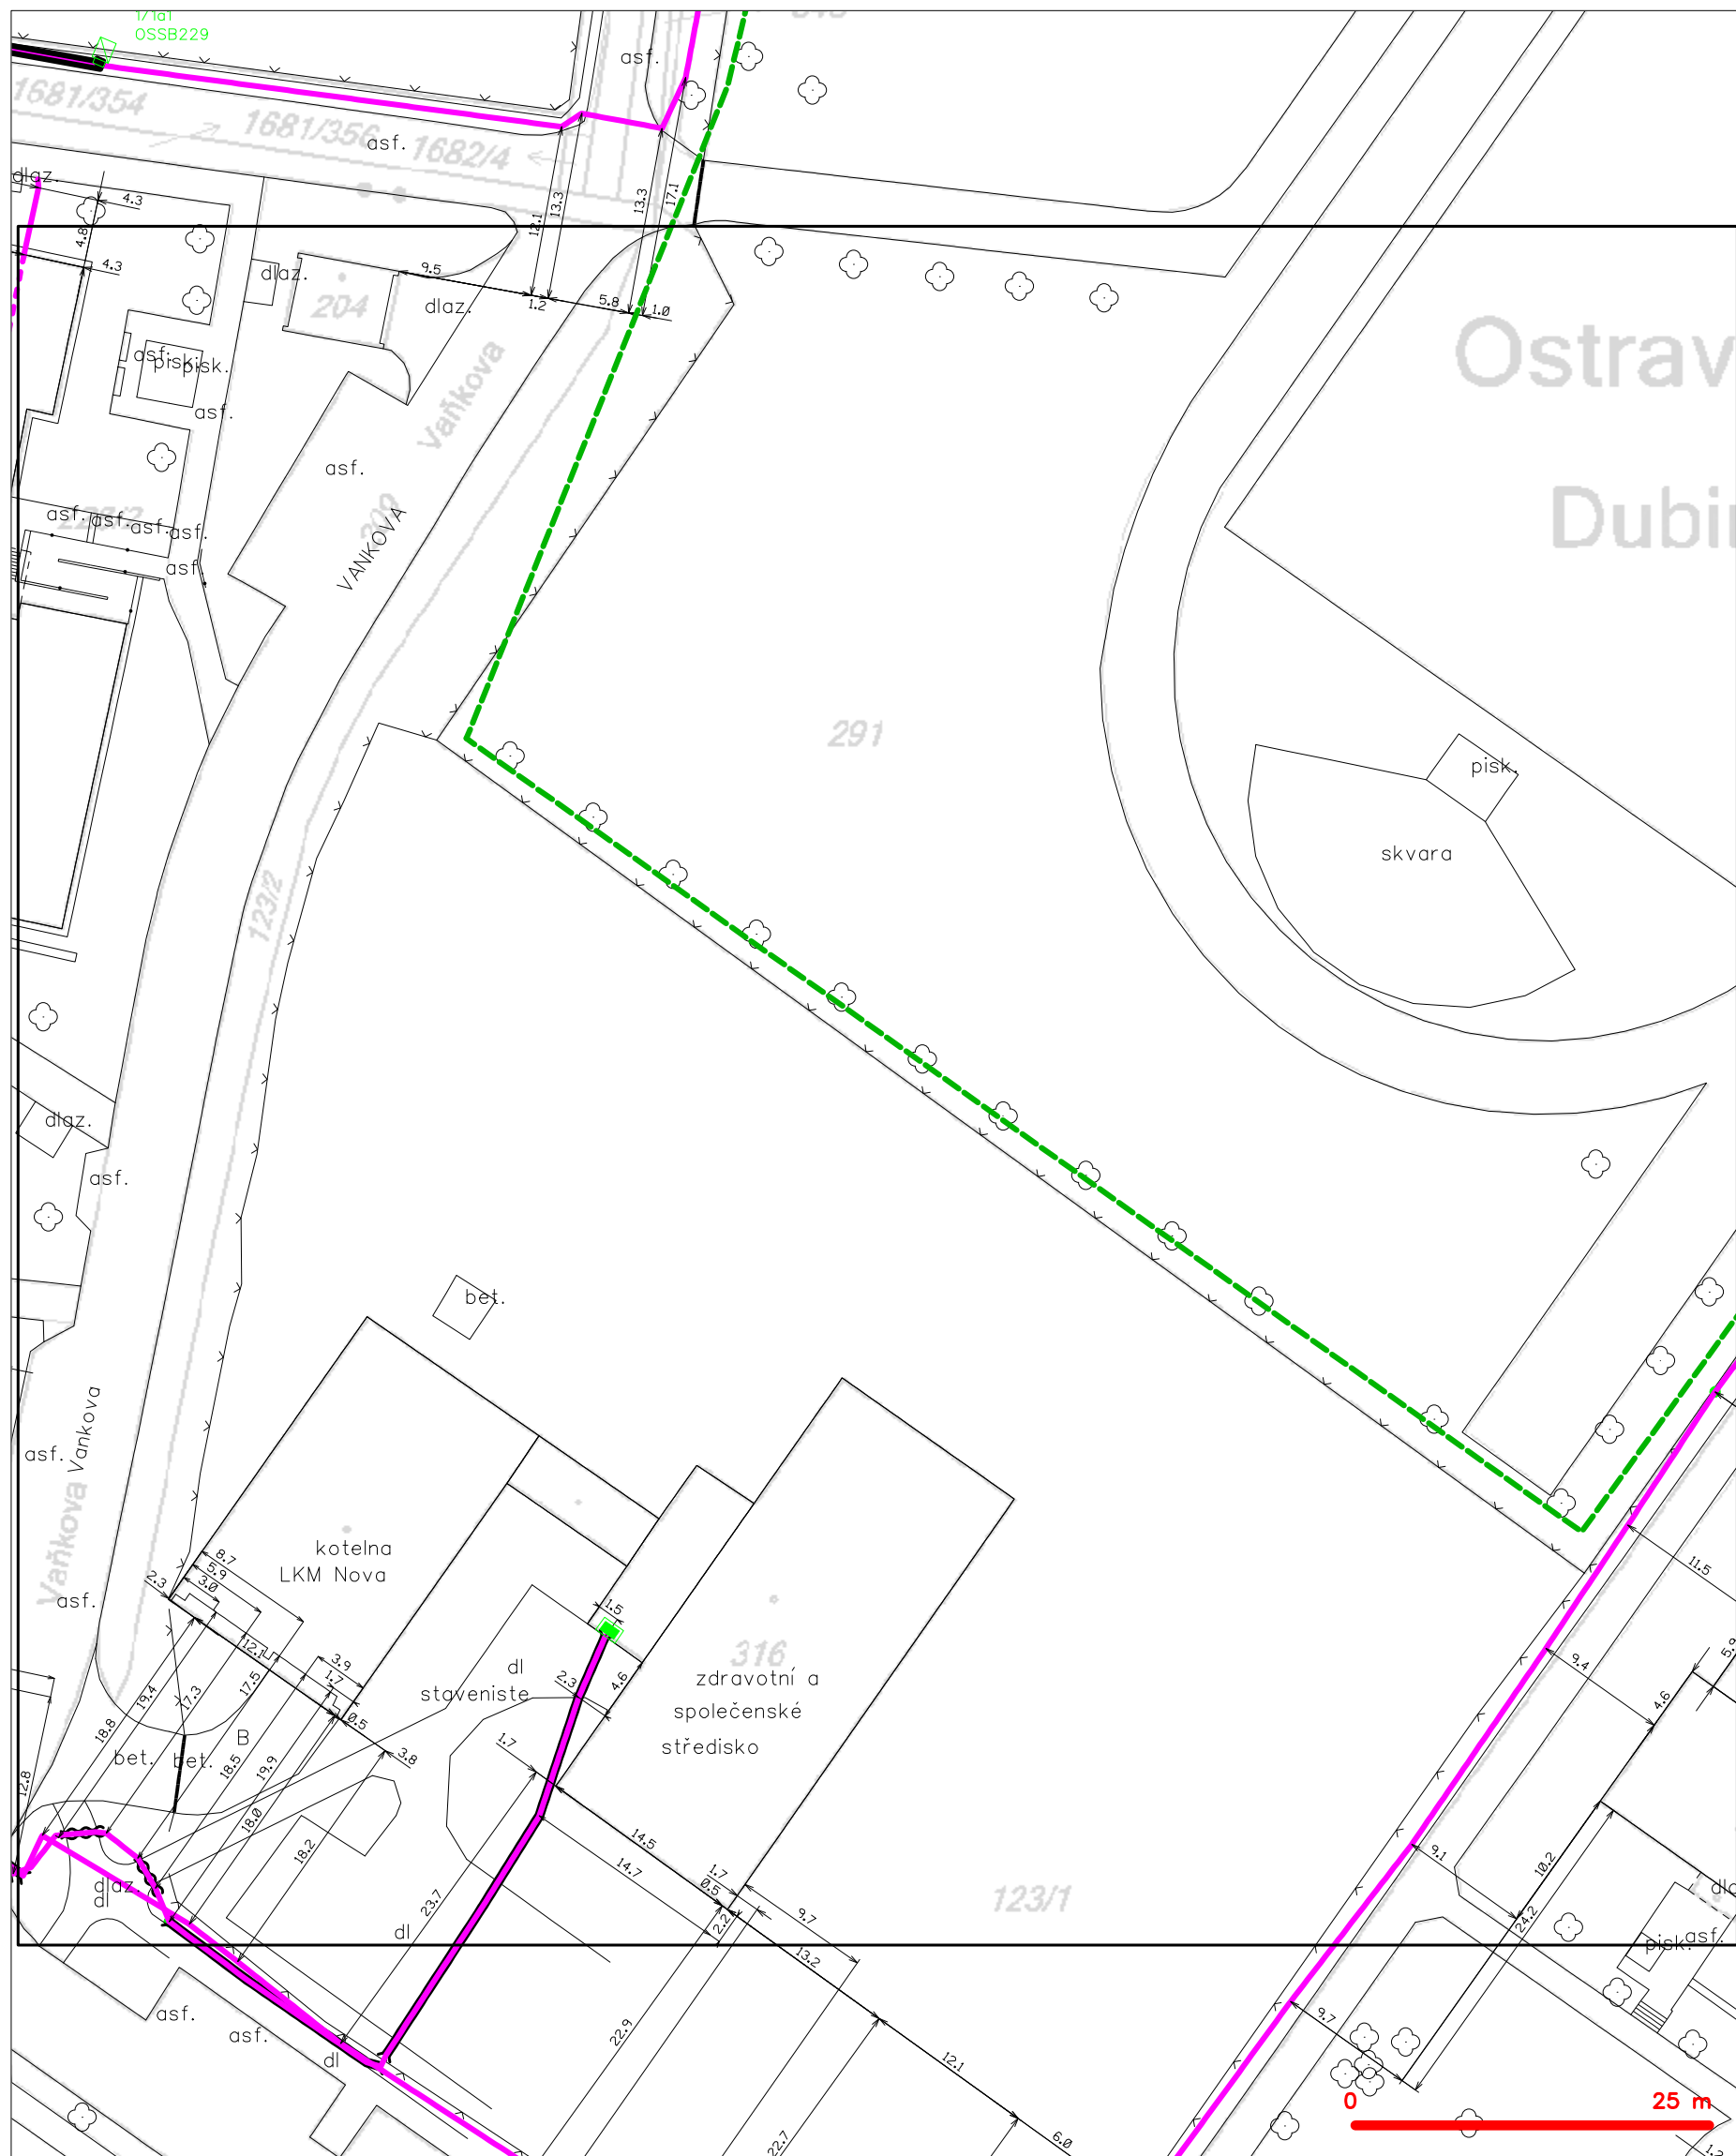 OSSB229
asf.
1681/354
1681/356
1682/4
asf.
dlaz.
4.3
4.8
4.3
12.1
13.3
13.3
17.1
dlaz.
204
9.5
dlaz.
1.2
5.8
1.0
Ostrav
asf.
pisk.
pisk.
asf.
Vaňkova
asf.
209
VANKOVA
Dubi
asf.
asf.
asf.
asf.
asf.
291
pisk.
skvara
123/2
dlaz.
asf.
bet.
Vankova
Vaňkova
asf.
kotelna
LKM Nova
8.7
5.9
3.0
2.3
asf.
11.5
1.5
12.1
3.9
1.7
17.5
17.3
19.4
18.8
0.5
3.8
dl
staveniste
2.3
4.6
316
zdravotní a
společenské
středisko
9.4
4.6
5.9
B
bet.
bet.
18.5
19.9
18.0
18.2
12.8
1.7
14.5
14.7
23.7
1.7
0.5
2.2
9.7
13.2
123/1
9.1
10.2
24.2
dlaz
dl
dl
pisk.
asf.
asf.
asf.
dl
22.9
12.1
22.7
6.0
9.7
0
25 m
1.2